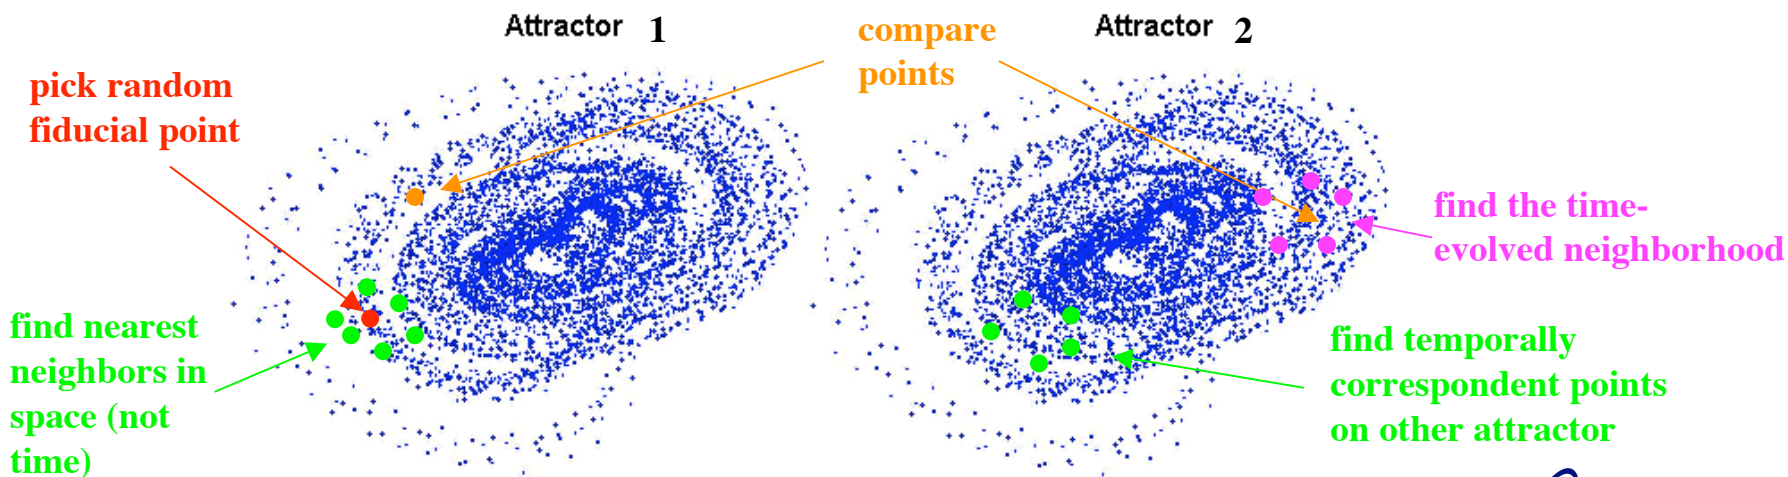 Attractor 1
compare
points
Attractor 2
pick random
fiducial point
find the time-
evolved neighborhood
find nearest
neighbors in
space (not
time)
find temporally
correspondent points
on other attractor